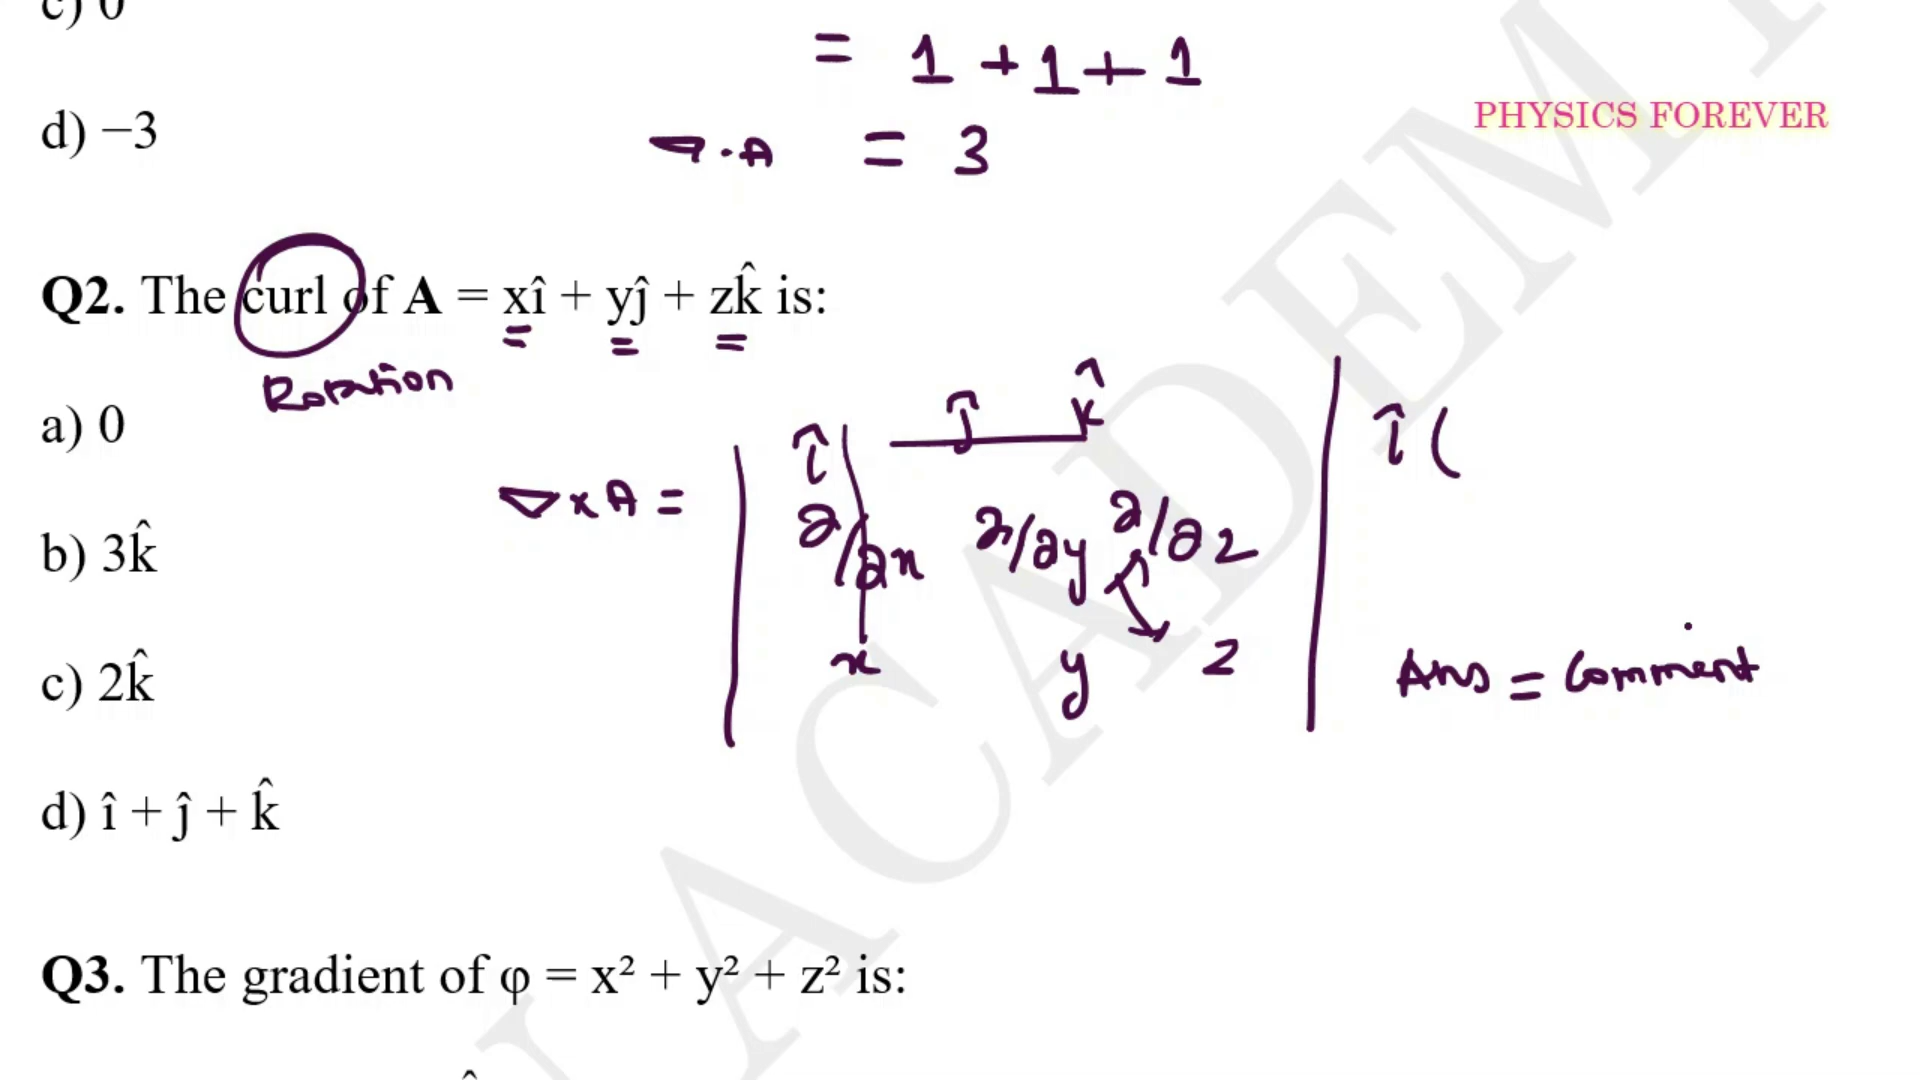 c) 0
= 1 + 1 + 1
d) −3
∇ · A = 3
PHYSICS FOREVER
Q2. The curl of A = xî + yĵ + zk̂ is:
Rotation
a) 0
∇ x A =
î ĵ k̂
∂/∂x ∂/∂y ∂/∂z
x y z
î (
b) 3k̂
Ans = Comment
c) 2k̂
d) î + ĵ + k̂
Q3. The gradient of φ = x² + y² + z² is:
ACADEMY